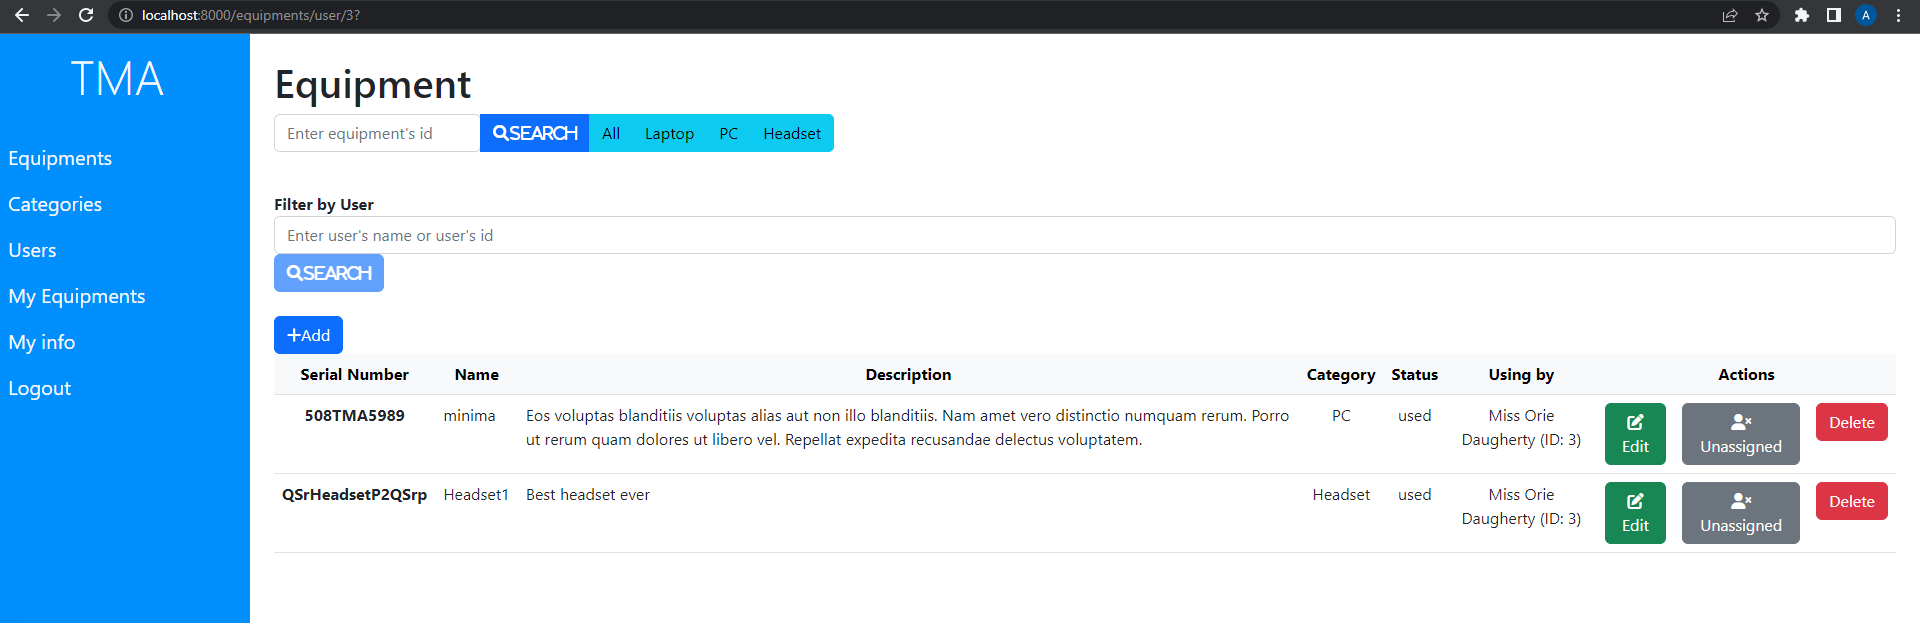 localhost:8000/equipments/user/3?
A
TMA
Equipments
Categories
Users
My Equipments
My info
Logout
Equipment
Enter equipment's id SEARCH All Laptop PC Headset
Filter by User
Enter user's name or user's id
SEARCH
+Add
Serial Number Name Description Category Status Using by Actions
508TMA5989 minima Eos voluptas blanditiis voluptas alias aut non illo blanditiis. Nam amet vero distinctio numquam rerum. Porro PC used Miss Orie Delete
ut rerum quam dolores ut libero vel. Repellat expedita recusandae delectus voluptatem. Daugherty (ID: 3) Edit Unassigned
QSrHeadsetP2QSrp Headset1 Best headset ever Headset used Miss Orie Delete
Daugherty (ID: 3) Edit Unassigned